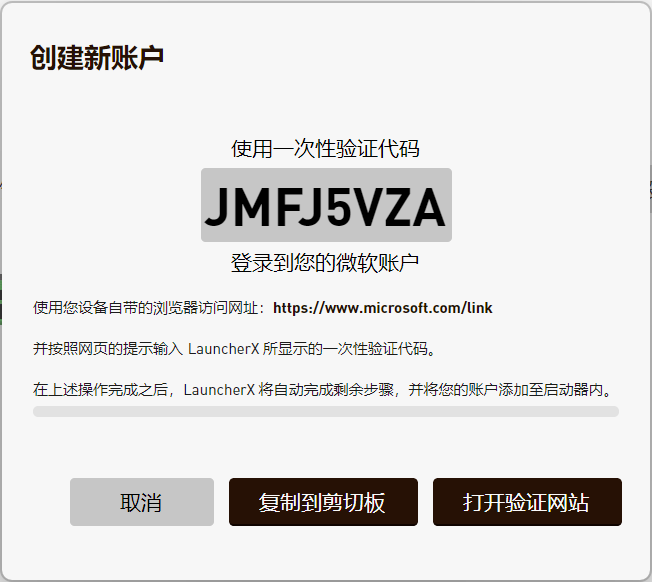 创建新账户
使用一次性验证代码
JMFJ5VZA
登录到您的微软账户
使用您设备自带的浏览器访问网址：https://www.microsoft.com/link
并按照网页的提示输入 LauncherX 所显示的一次性验证代码。
在上述操作完成之后，LauncherX 将自动完成剩余步骤，并将您的账户添加至启动器内。
取消
复制到剪切板
打开验证网站